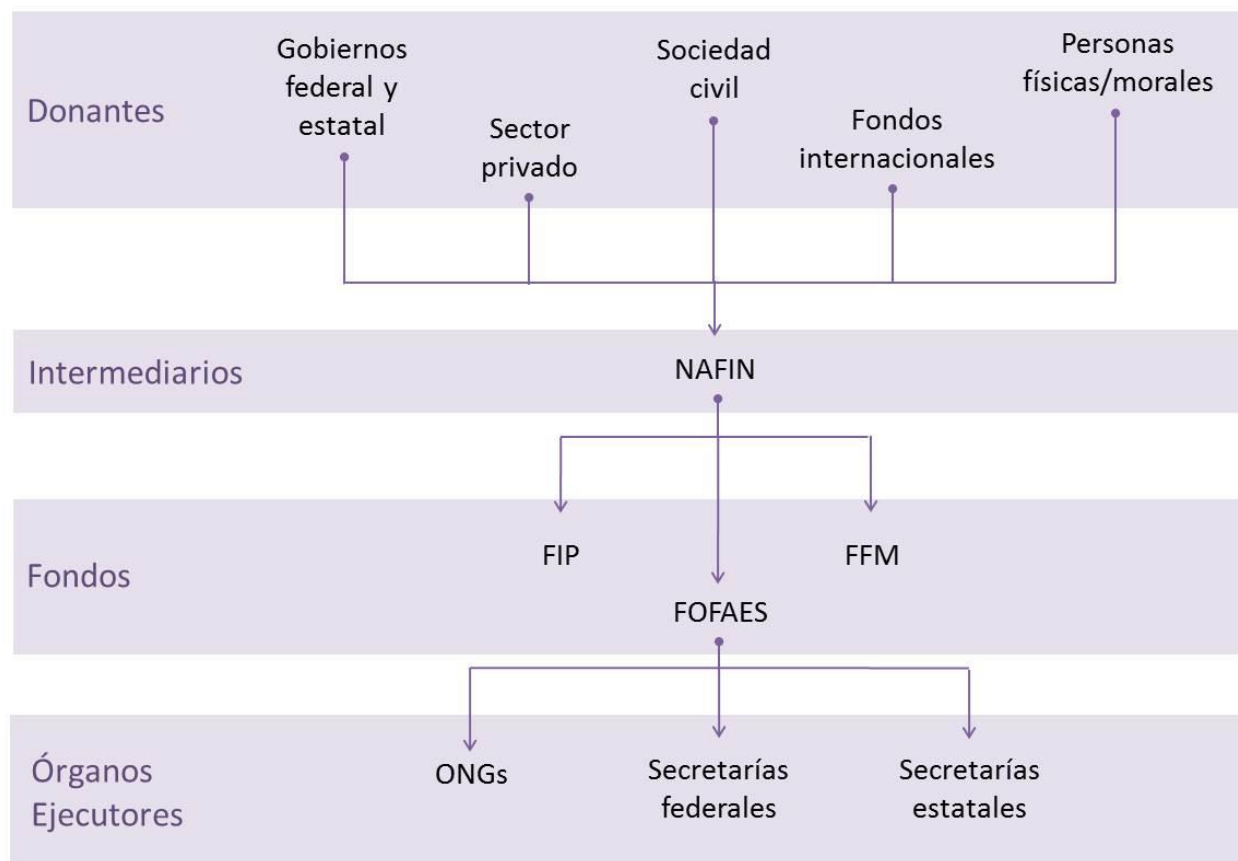 Donantes
Gobiernos
federal y
estatal
Sector
privado
Sociedad
civil
Fondos
internacionales
Personas
físicas/morales
Intermediarios
NAFIN
Fondos
FIP
FFM
FOFAES
Órganos
Ejecutores
ONGs
Secretarías
federales
Secretarías
estatales